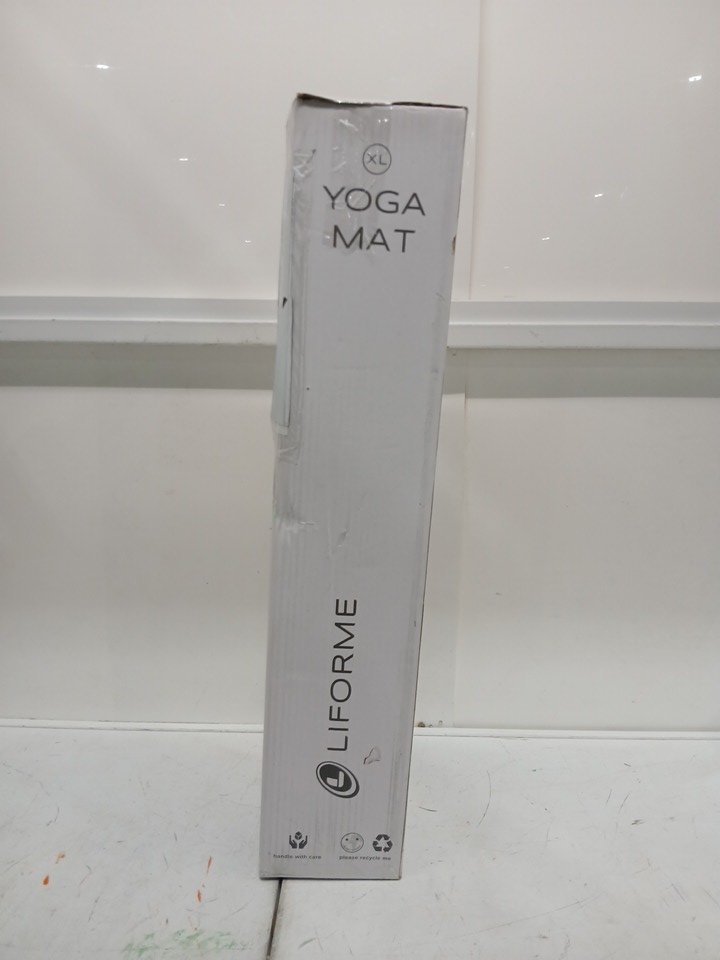 XL
YOGA
MAT
LIFORME
handle with care
please recycle me